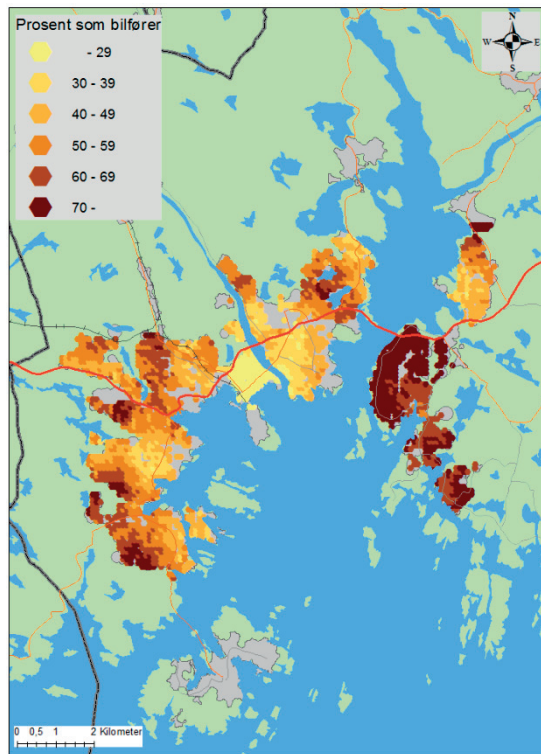 Prosent som bilfører
- 29
30 - 39
40 - 49
50 - 59
60 - 69
70 -
N
W E
S
0 0,5 1 2 Kilometer